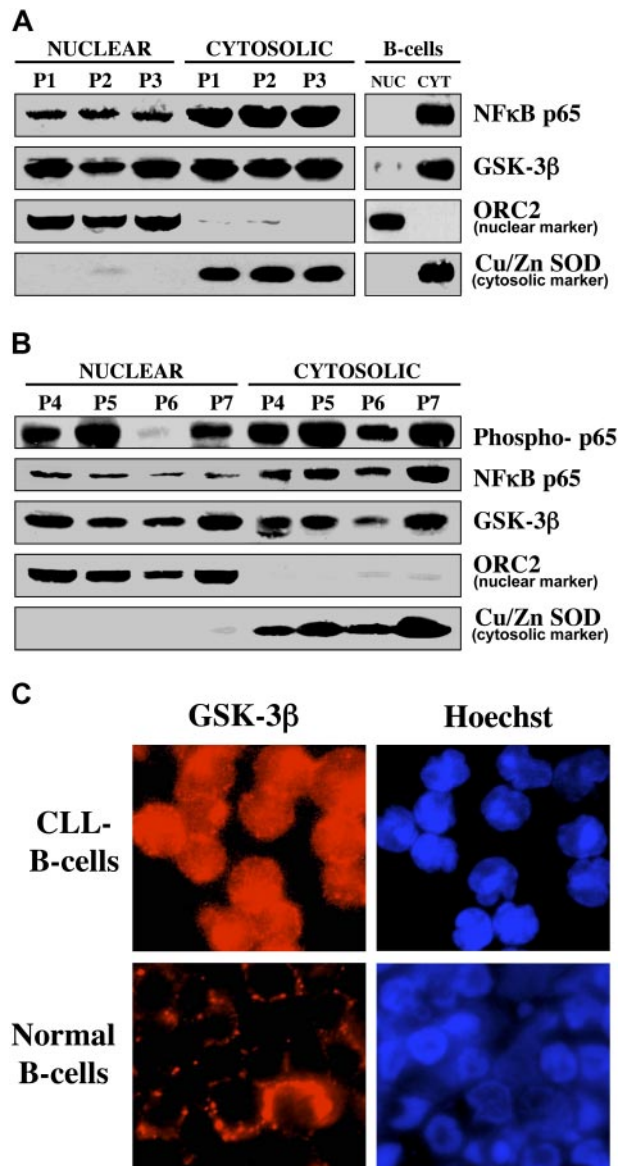 A
NUCLEAR CYTOSOLIC B-cells
P1 P2 P3 P1 P2 P3 NUC CYT
NFκB p65
GSK-3β
ORC2
(nuclear marker)
Cu/Zn SOD
(cytosolic marker)
B
NUCLEAR CYTOSOLIC
P4 P5 P6 P7 P4 P5 P6 P7
Phospho- p65
NFκB p65
GSK-3β
ORC2
(nuclear marker)
Cu/Zn SOD
(cytosolic marker)
C
GSK-3β Hoechst
CLL-
B-cells
Normal
B-cells